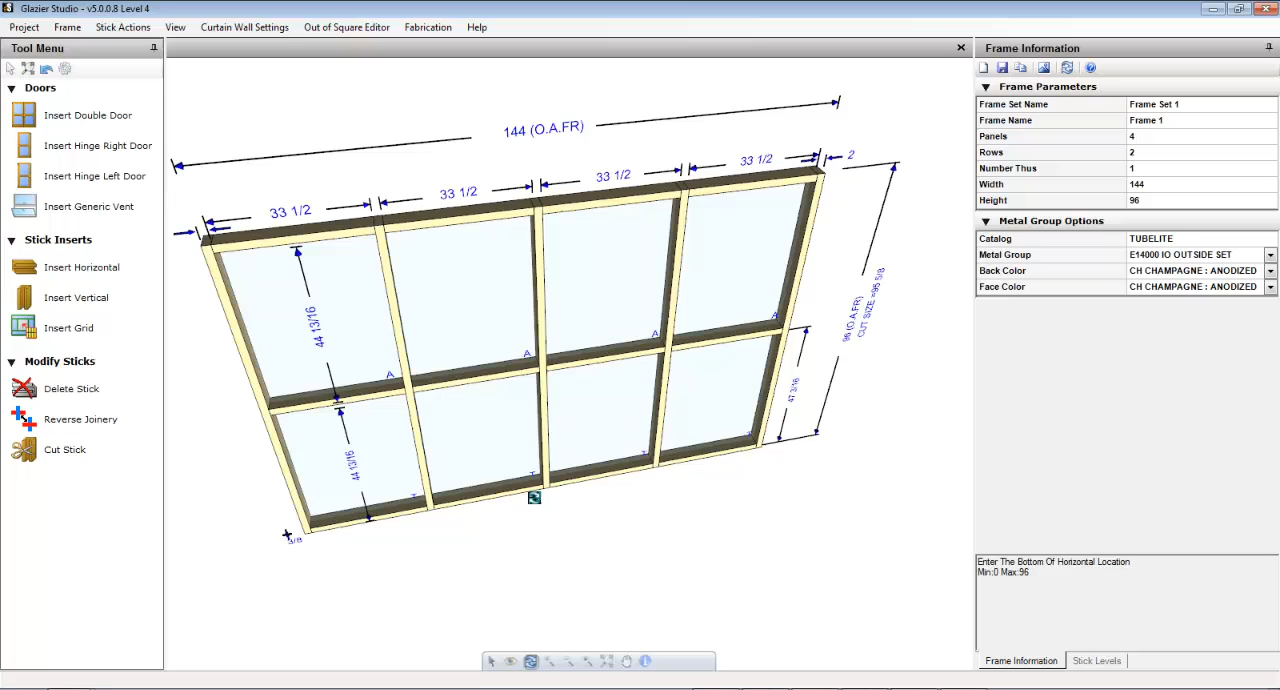 Glazier Studio - v5.0.0.8 Level 4
Project Frame Stick Actions View Curtain Wall Settings Out of Square Editor Fabrication Help
Tool Menu
Doors
Insert Double Door
Insert Hinge Right Door
Insert Hinge Left Door
Insert Generic Vent
Stick Inserts
Insert Horizontal
Insert Vertical
Insert Grid
Modify Sticks
Delete Stick
Reverse Joinery
Cut Stick
144 (O.A.FR)
33 1/2
33 1/2
33 1/2
33 1/2
2
44 13/16
44 13/16
A
A
A
A
96 (O.A.FR)
CUT SIZE =95 5/8
47 3/16
3/8
Frame Information
Frame Parameters
Frame Set Name Frame Set 1
Frame Name Frame 1
Panels 4
Rows 2
Number Thus 1
Width 144
Height 96
Metal Group Options
Catalog TUBELITE
Metal Group E14000 IO OUTSIDE SET
Back Color CH CHAMPAGNE : ANODIZED
Face Color CH CHAMPAGNE : ANODIZED
Enter The Bottom Of Horizontal Location
Min:0 Max:96
Frame Information Stick Levels